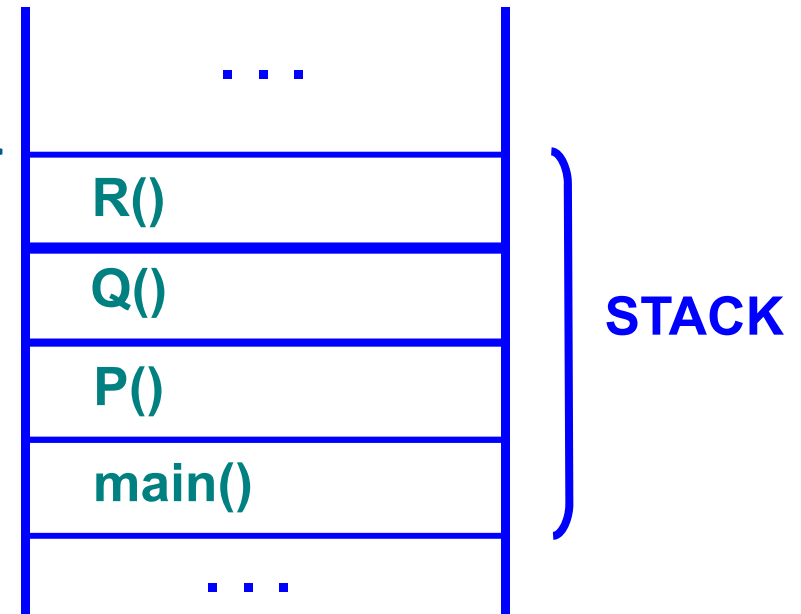 . . .
R()
Q()
STACK
P()
main()
. . .